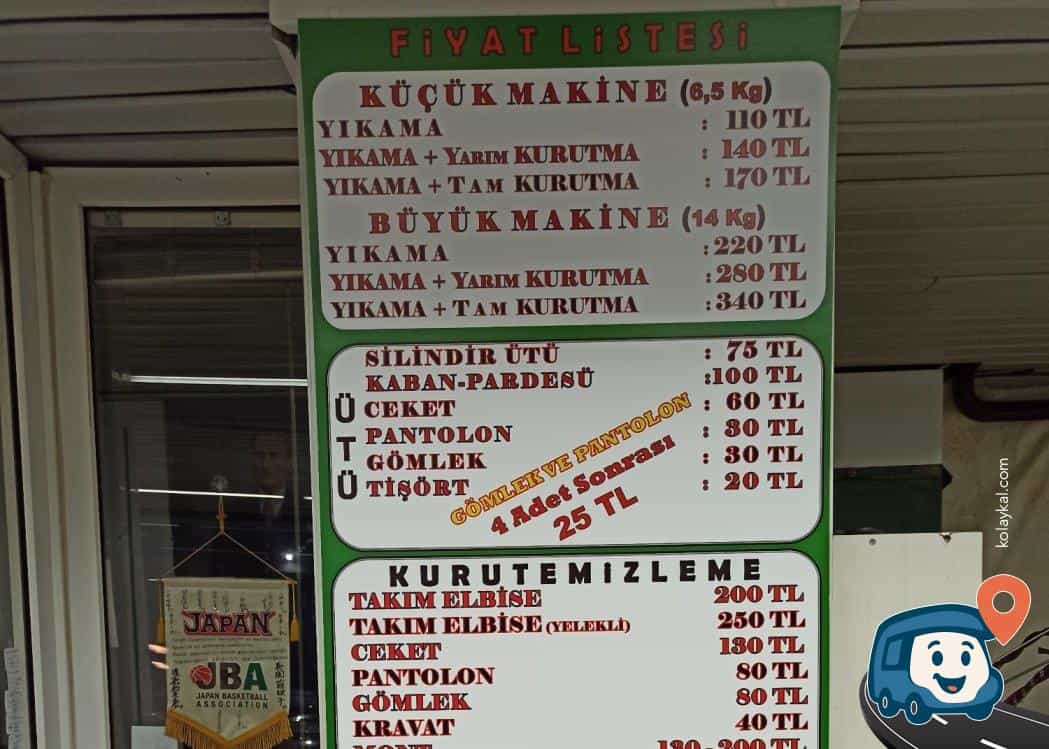 FİYAT LİSTESİ
KÜÇÜK MAKİNE (6,5 Kg)
YIKAMA : 110 TL
YIKAMA + YARIM KURUTMA : 140 TL
YIKAMA + TAM KURUTMA : 170 TL
BÜYÜK MAKİNE (14 Kg)
YIKAMA : 220 TL
YIKAMA + YARIM KURUTMA : 280 TL
YIKAMA + TAM KURUTMA : 340 TL
ÜTÜ
SİLİNDİR ÜTÜ : 75 TL
KABAN-PARDESÜ : 100 TL
CEKET : 60 TL
PANTOLON : 30 TL
GÖMLEK : 30 TL
TİŞÖRT : 20 TL
GÖMLEK VE PANTOLON
4 Adet Sonrası
25 TL
KURUTEMİZLEME
TAKIM ELBİSE 200 TL
TAKIM ELBİSE (YELEKLİ) 250 TL
CEKET 130 TL
PANTOLON 80 TL
GÖMLEK 80 TL
KRAVAT 40 TL
MONT 130-200 TL
JAPAN
JBA
JAPAN BASKETBALL
ASSOCIATION
kolaykal.com